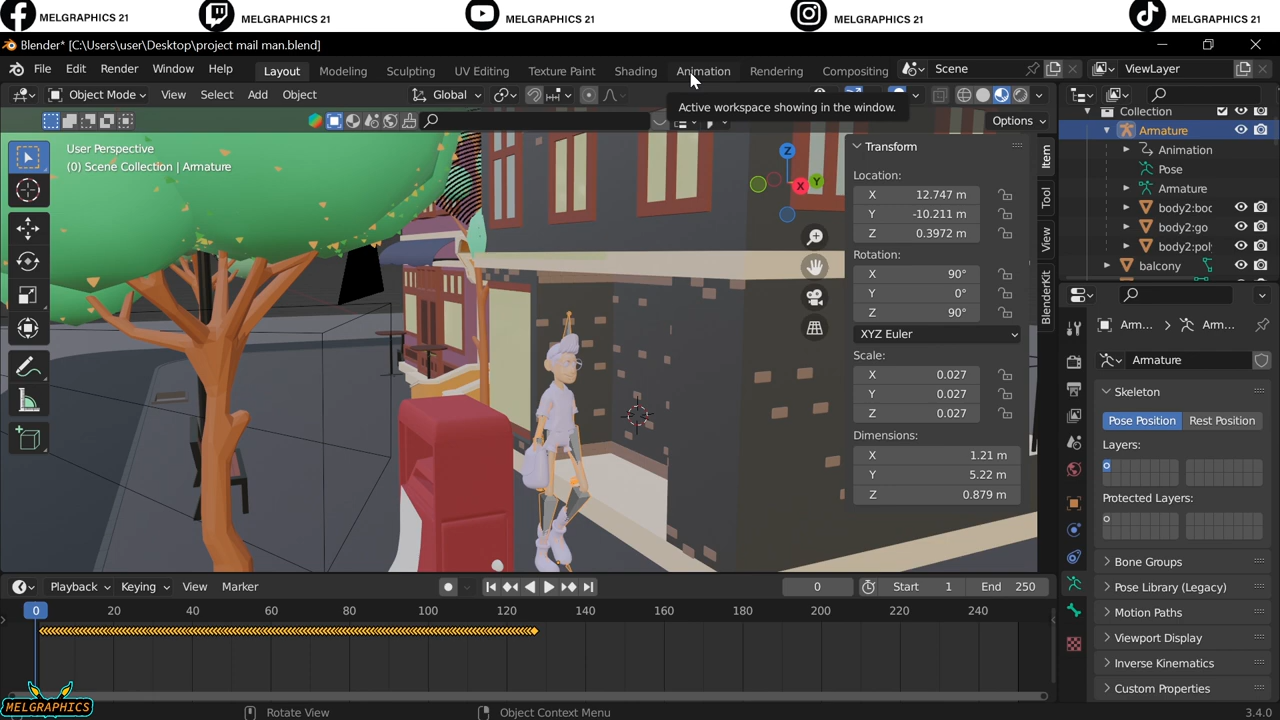 MELGRAPHICS 21
MELGRAPHICS 21
MELGRAPHICS 21
MELGRAPHICS 21
MELGRAPHICS 21
Blender* [C:\Users\user\Desktop\project mail man.blend]
File Edit Render Window Help Layout Modeling Sculpting UV Editing Texture Paint Shading Animation Rendering Compositing Scene ViewLayer
Object Mode View Select Add Object Global
Active workspace showing in the window.
Options
User Perspective
(0) Scene Collection | Armature
Z
Y
X
Transform
Location:
X 12.747 m
Y -10.211 m
Z 0.3972 m
Rotation:
X 90°
Y 0°
Z 90°
XYZ Euler
Scale:
X 0.027
Y 0.027
Z 0.027
Dimensions:
X 1.21 m
Y 5.22 m
Z 0.879 m
Item
Tool
View
BlenderKit
Collection
Armature
Animation
Pose
Armature
body2:boc
body2:go
body2:pol
balcony
Arm... Arm...
Armature
Skeleton
Pose Position Rest Position
Layers:
Protected Layers:
Bone Groups
Pose Library (Legacy)
Motion Paths
Viewport Display
Inverse Kinematics
Custom Properties
Playback Keying View Marker 0 Start 1 End 250
0 20 40 60 80 100 120 140 160 180 200 220 240
MELGRAPHICS
Rotate View Object Context Menu 3.4.0